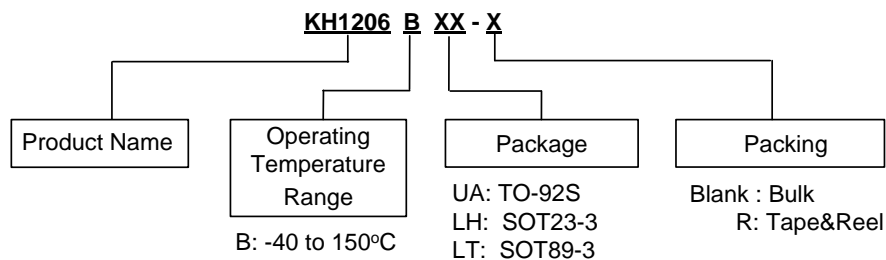 KH1206 B XX - X
Product Name
Operating
Temperature
Range
B: -40 to 150°C
Package
UA: TO-92S
LH: SOT23-3
LT: SOT89-3
Packing
Blank : Bulk
R: Tape&Reel